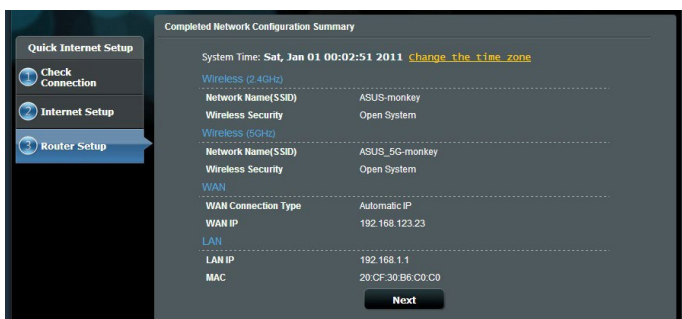 Completed Network Configuration Summary
Quick Internet Setup
1 Check Connection
2 Internet Setup
3 Router Setup
System Time: Sat, Jan 01 00:02:51 2011 Change the time zone
Wireless (2.4GHz)
Network Name(SSID) ASUS-monkey
Wireless Security Open System
Wireless (5GHz)
Network Name(SSID) ASUS_5G-monkey
Wireless Security Open System
WAN
WAN Connection Type Automatic IP
WAN IP 192.168.123.23
LAN
LAN IP 192.168.1.1
MAC 20:CF:30:B6:C0:C0
Next